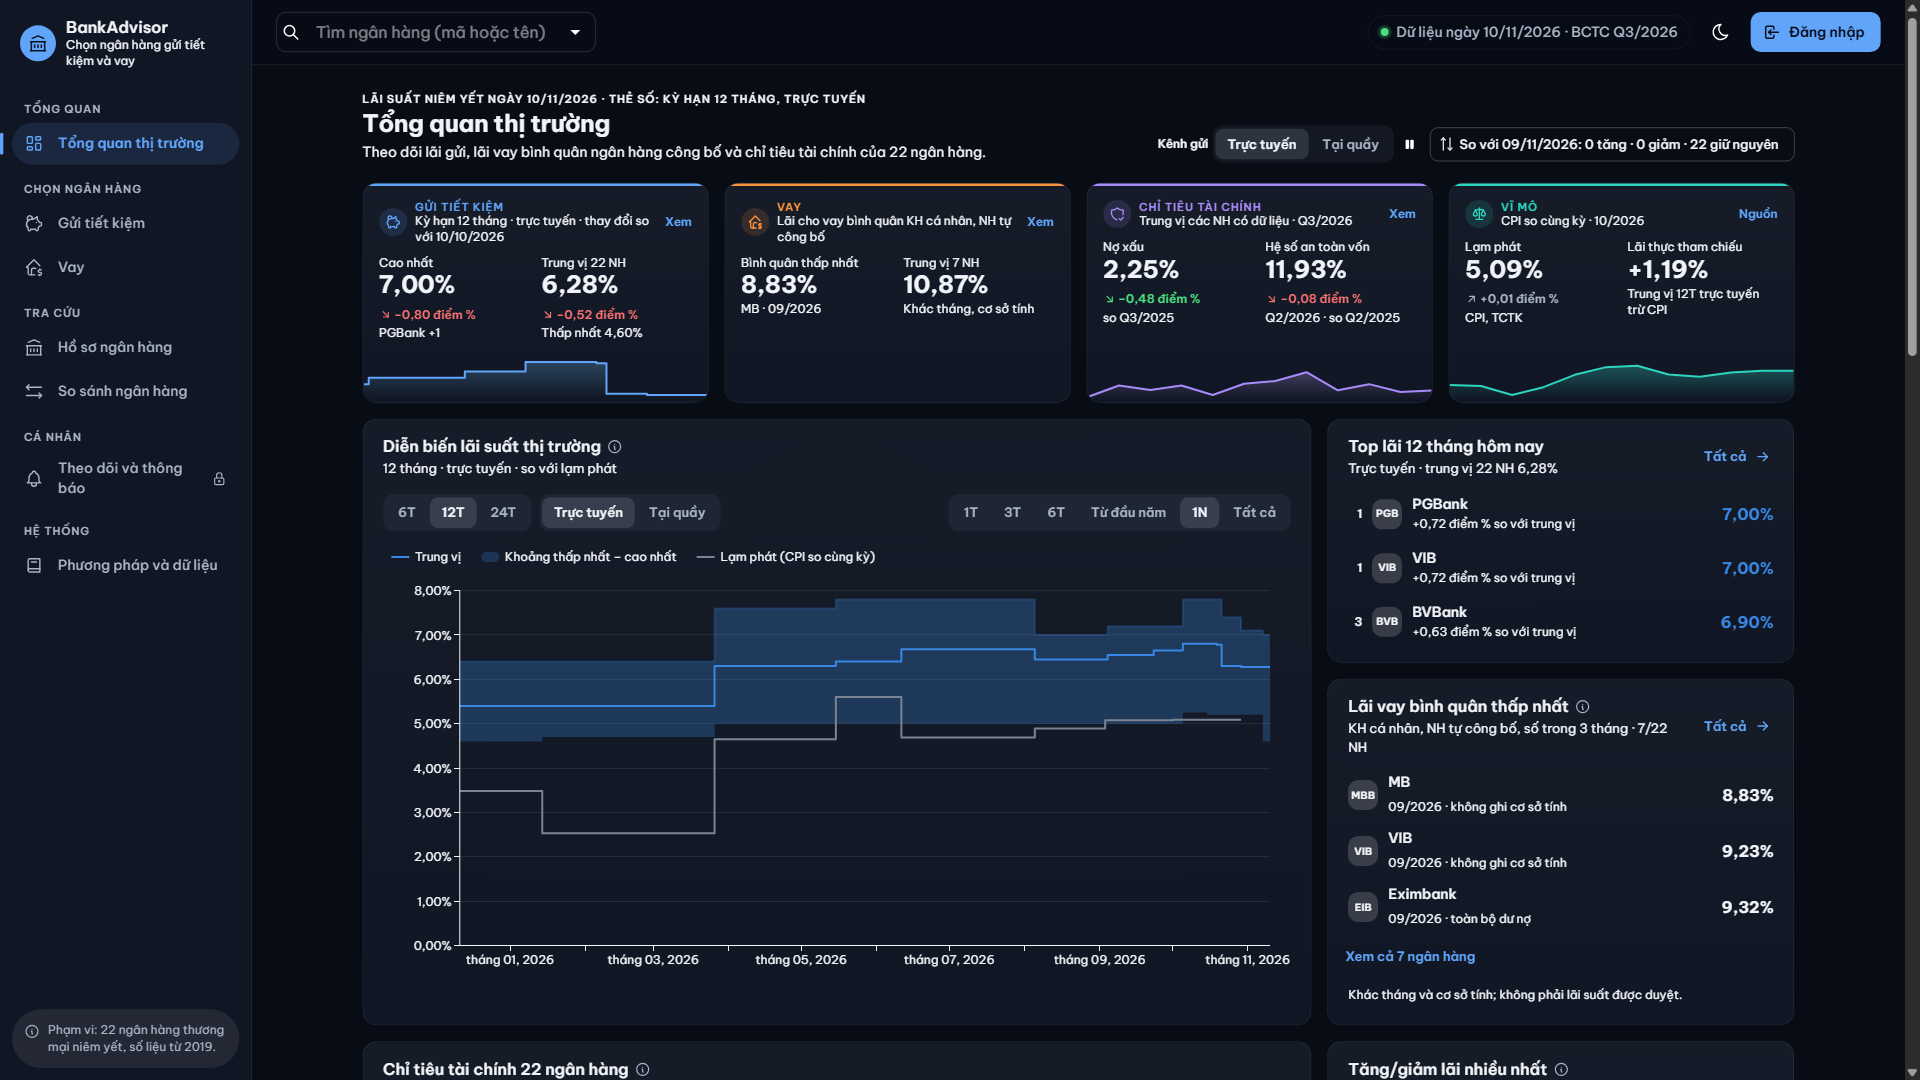 BankAdvisor
Chọn ngân hàng gửi tiết
kiệm và vay
TỔNG QUAN
Tổng quan thị trường
CHỌN NGÂN HÀNG
Gửi tiết kiệm
Vay
TRA CỨU
Hồ sơ ngân hàng
So sánh ngân hàng
CÁ NHÂN
Theo dõi và thông
báo
HỆ THỐNG
Phương pháp và dữ liệu
Phạm vi: 22 ngân hàng thương
mại niêm yết, số liệu từ 2019.
Tìm ngân hàng (mã hoặc tên)
Dữ liệu ngày 10/11/2026 · BCTC Q3/2026
Đăng nhập
LÃI SUẤT NIÊM YẾT NGÀY 10/11/2026 · THẺ SỐ: KỲ HẠN 12 THÁNG, TRỰC TUYẾN
Tổng quan thị trường
Theo dõi lãi gửi, lãi vay bình quân ngân hàng công bố và chỉ tiêu tài chính của 22 ngân hàng.
Kênh gửi
Trực tuyến
Tại quầy
So với 09/11/2026: 0 tăng · 0 giảm · 22 giữ nguyên
GỬI TIẾT KIỆM
Kỳ hạn 12 tháng · trực tuyến · thay đổi so
với 10/10/2026
Xem
Cao nhất
7,00%
−0,80 điểm %
PGBank +1
Trung vị 22 NH
6,28%
−0,52 điểm %
Thấp nhất 4,60%
VAY
Lãi cho vay bình quân KH cá nhân, NH tự
công bố
Xem
Bình quân thấp nhất
8,83%
MB · 09/2026
Trung vị 7 NH
10,87%
Khác tháng, cơ sở tính
CHỈ TIÊU TÀI CHÍNH
Trung vị các NH có dữ liệu · Q3/2026
Xem
Nợ xấu
2,25%
−0,48 điểm %
so Q3/2025
Hệ số an toàn vốn
11,93%
−0,08 điểm %
Q2/2026 · so Q2/2025
VĨ MÔ
CPI so cùng kỳ · 10/2026
Nguồn
Lạm phát
5,09%
+0,01 điểm %
CPI, TCTK
Lãi thực tham chiếu
+1,19%
Trung vị 12T trực tuyến
trừ CPI
Diễn biến lãi suất thị trường
12 tháng · trực tuyến · so với lạm phát
6T
12T
24T
Trực tuyến
Tại quầy
1T
3T
6T
Từ đầu năm
1N
Tất cả
Trung vị
Khoảng thấp nhất – cao nhất
Lạm phát (CPI so cùng kỳ)
8,00%
7,00%
6,00%
5,00%
4,00%
3,00%
2,00%
1,00%
0,00%
tháng 01, 2026
tháng 03, 2026
tháng 05, 2026
tháng 07, 2026
tháng 09, 2026
tháng 11, 2026
Top lãi 12 tháng hôm nay
Trực tuyến · trung vị 22 NH 6,28%
Tất cả
1
PGB
PGBank
+0,72 điểm % so với trung vị
7,00%
1
VIB
VIB
+0,72 điểm % so với trung vị
7,00%
3
BVB
BVBank
+0,63 điểm % so với trung vị
6,90%
Lãi vay bình quân thấp nhất
KH cá nhân, NH tự công bố, số trong 3 tháng · 7/22
NH
Tất cả
MBB
MB
09/2026 · không ghi cơ sở tính
8,83%
VIB
VIB
09/2026 · không ghi cơ sở tính
9,23%
EIB
Eximbank
09/2026 · toàn bộ dư nợ
9,32%
Xem cả 7 ngân hàng
Khác tháng và cơ sở tính; không phải lãi suất được duyệt.
Chỉ tiêu tài chính 22 ngân hàng
Tăng/giảm lãi nhiều nhất